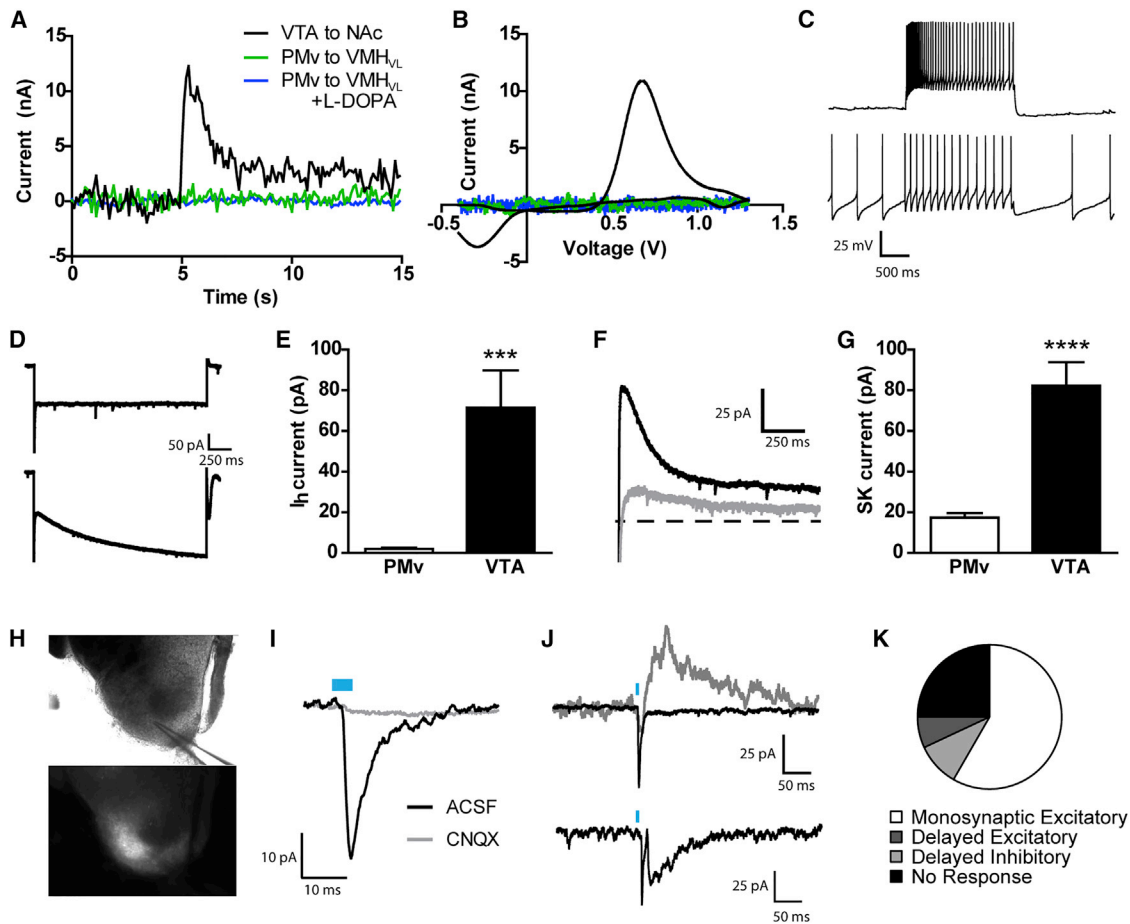 A
VTA to NAc
PMv to VMHVL
PMv to VMHVL
+L-DOPA
Current (nA)
15
10
5
0
-5
0
5
10
15
Time (s)
B
Current (nA)
15
10
5
-5
-0.5
0.5
1.0
1.5
Voltage (V)
C
25 mV
500 ms
D
50 pA
250 ms
E
Ih current (pA)
100
80
60
40
20
0
***
PMv
VTA
F
25 pA
250 ms
G
SK current (pA)
100
80
60
40
20
0
****
PMv
VTA
H
I
ACSF
CNQX
10 pA
10 ms
J
25 pA
50 ms
25 pA
50 ms
K
Monosynaptic Excitatory
Delayed Excitatory
Delayed Inhibitory
No Response